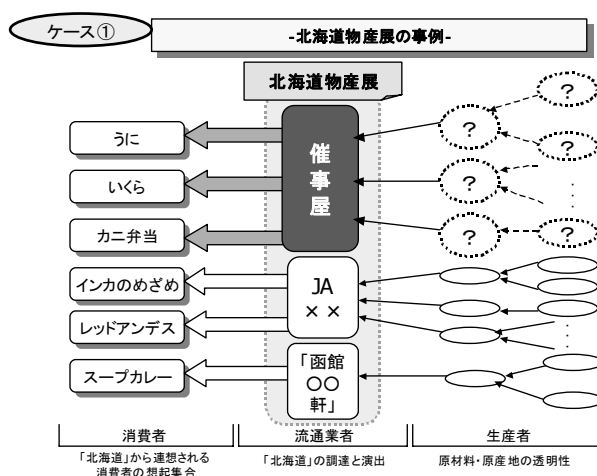 ケース①
-北海道物産展の事例-
北海道物産展
うに
いくら
カニ弁当
インカのめざめ
レッドアンデス
スープカレー
催事屋
JA
××
「函館
○○
軒」
?
?
?
?
?
?
消費者
流通業者
生産者
「北海道」から連想される
消費者の想起集合
「北海道」の調達と演出
原材料・原産地の透明性